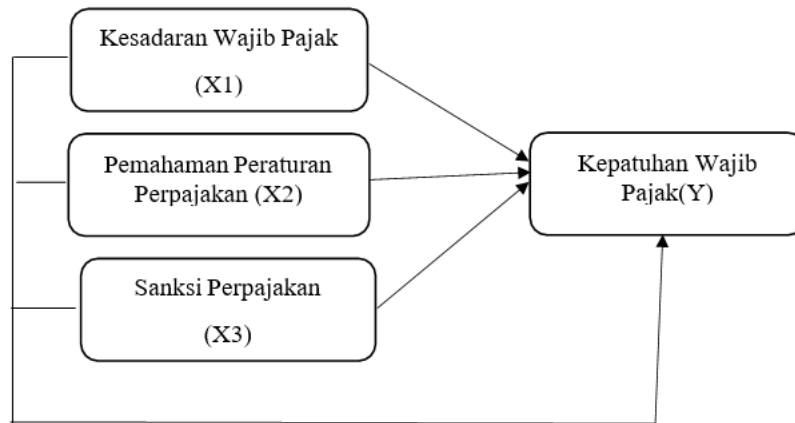 Kesadaran Wajib Pajak
(X1)
Pemahaman Peraturan
Perpajakan (X2)
Sanksi Perpajakan
(X3)
Kepatuhan Wajib
Pajak(Y)